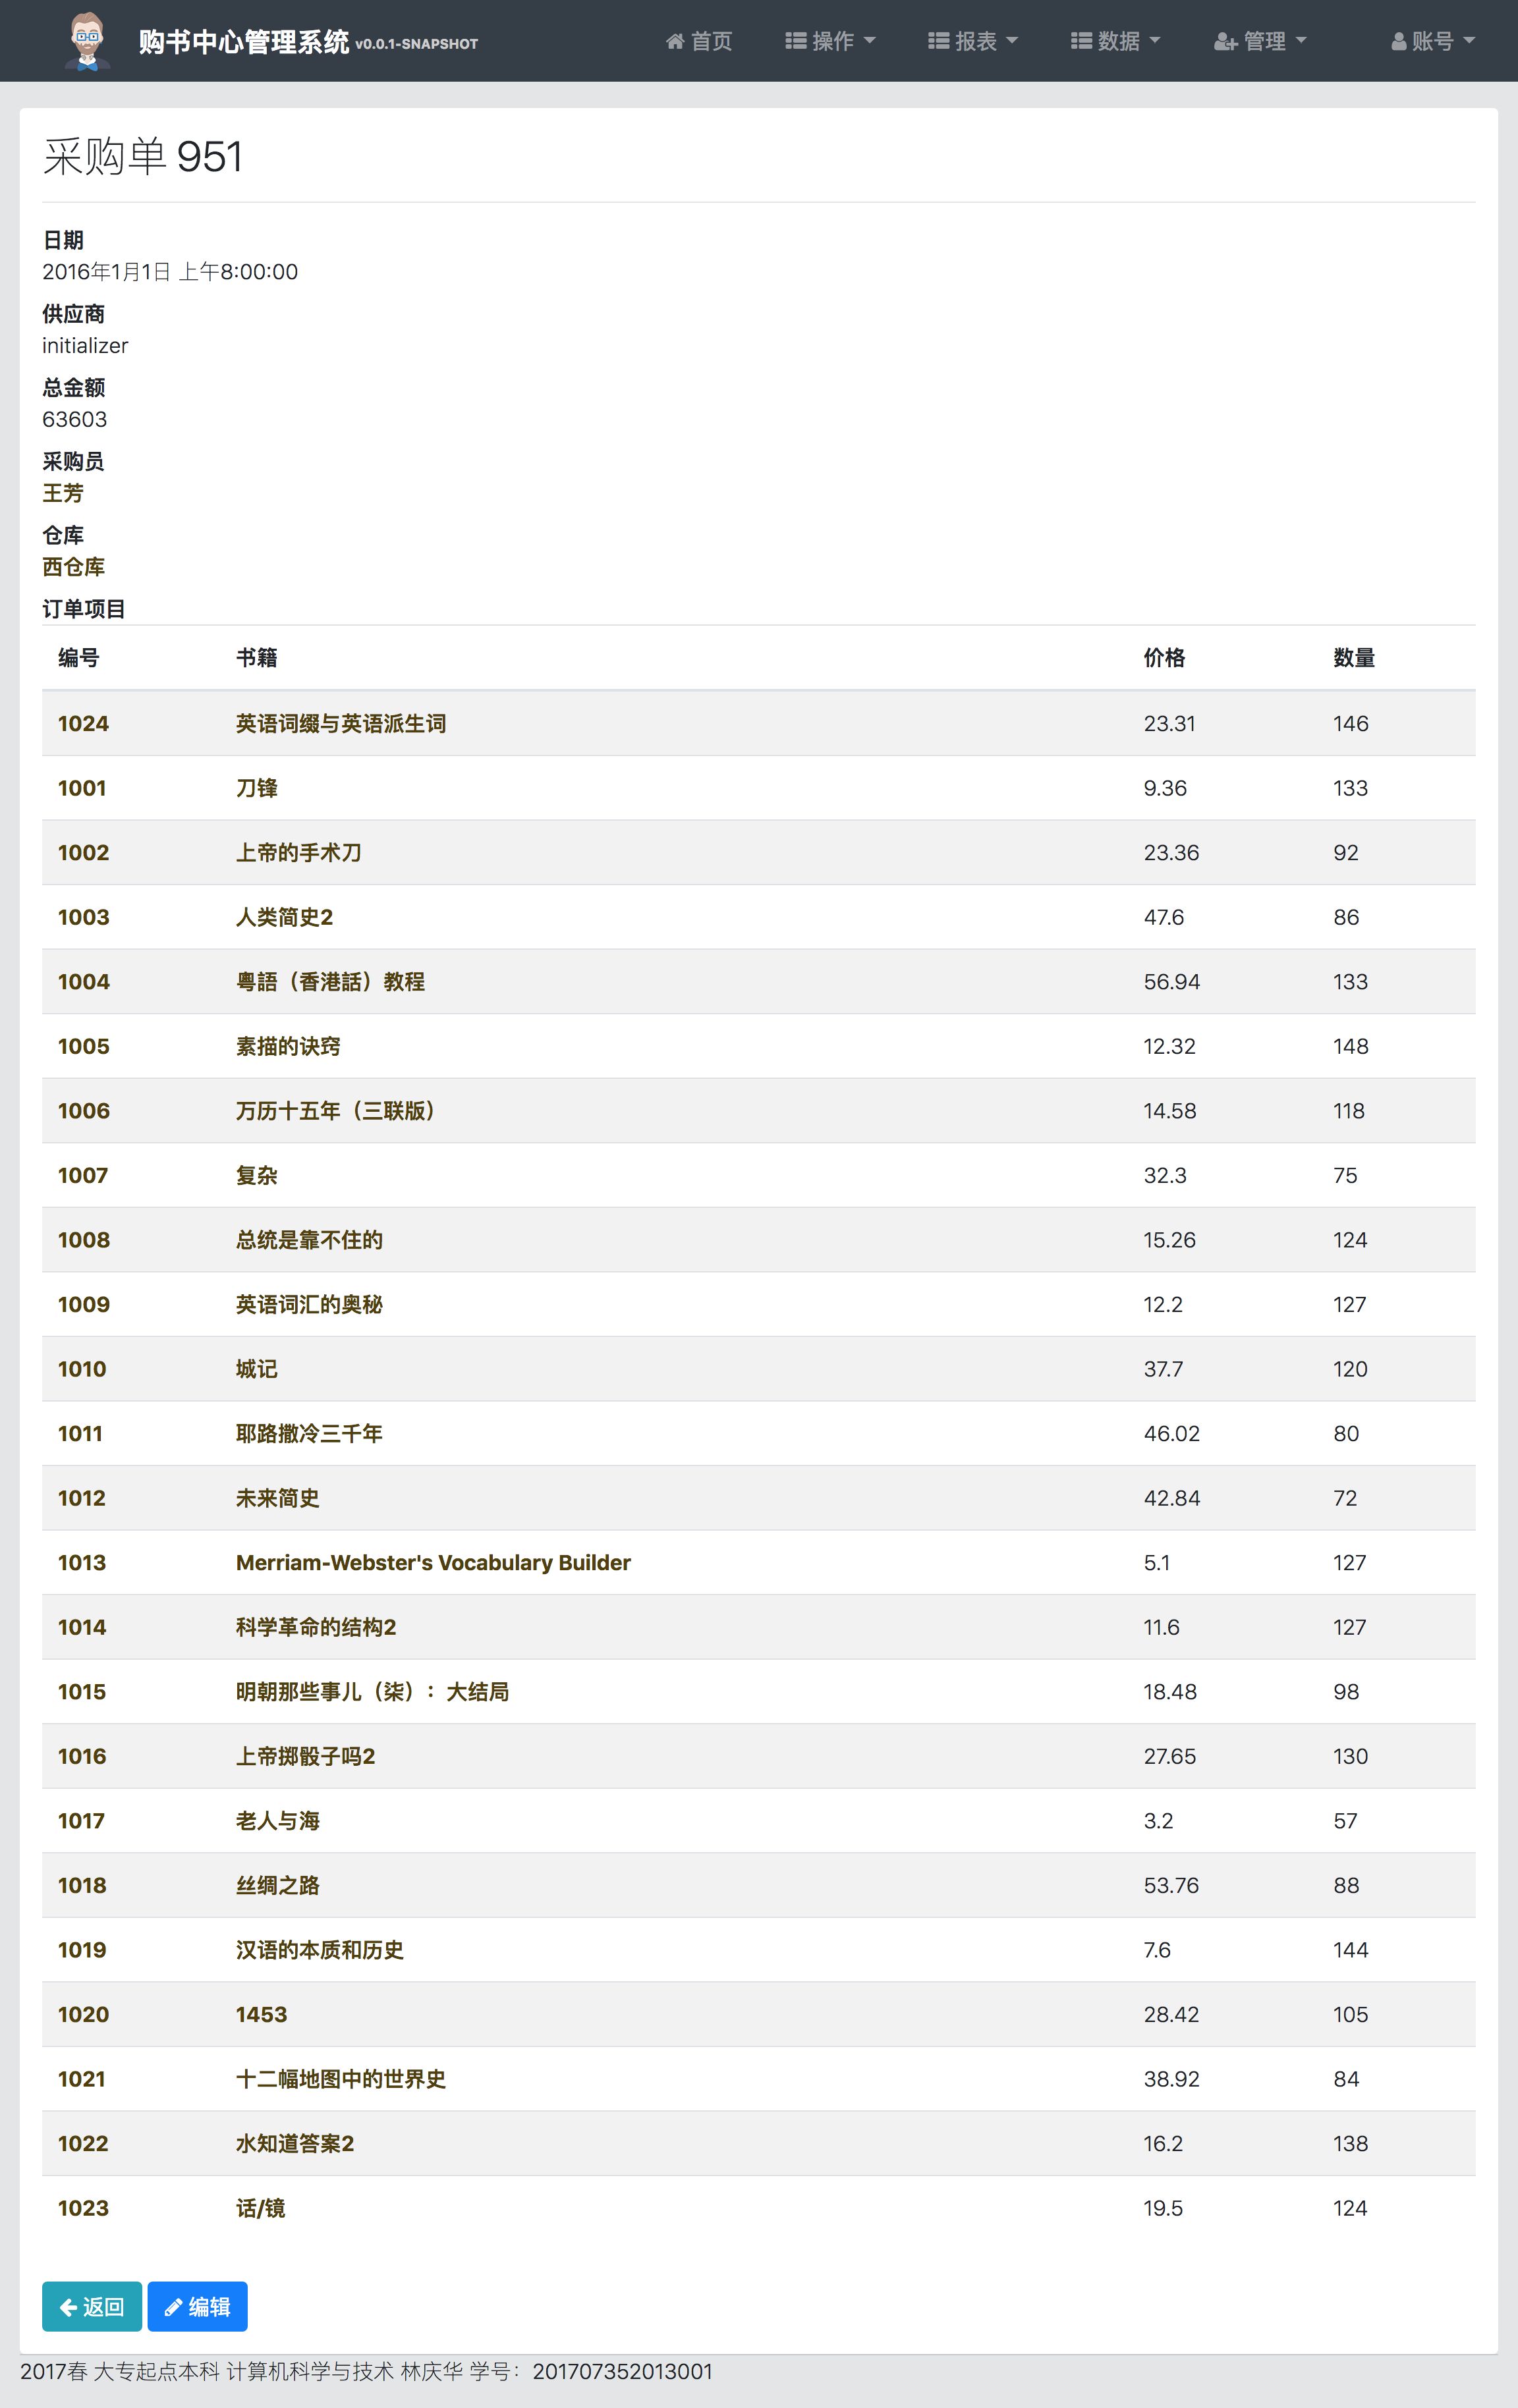 购书中心管理系统 v0.0.1-SNAPSHOT 首页 操作 报表 数据 管理 账号
采购单 951
日期
2016年1月1日 上午8:00:00
供应商
initializer
总金额
63603
采购员
王芳
仓库
西仓库
订单项目
编号 书籍 价格 数量
1024 英语词缀与英语派生词 23.31 146
1001 刀锋 9.36 133
1002 上帝的手术刀 23.36 92
1003 人类简史2 47.6 86
1004 粤語（香港話）教程 56.94 133
1005 素描的诀窍 12.32 148
1006 万历十五年（三联版） 14.58 118
1007 复杂 32.3 75
1008 总统是靠不住的 15.26 124
1009 英语词汇的奥秘 12.2 127
1010 城记 37.7 120
1011 耶路撒冷三千年 46.02 80
1012 未来简史 42.84 72
1013 Merriam-Webster's Vocabulary Builder 5.1 127
1014 科学革命的结构2 11.6 127
1015 明朝那些事儿（柒）：大结局 18.48 98
1016 上帝掷骰子吗2 27.65 130
1017 老人与海 3.2 57
1018 丝绸之路 53.76 88
1019 汉语的本质和历史 7.6 144
1020 1453 28.42 105
1021 十二幅地图中的世界史 38.92 84
1022 水知道答案2 16.2 138
1023 话/镜 19.5 124
返回 编辑
2017春 大专起点本科 计算机科学与技术 林庆华 学号：201707352013001